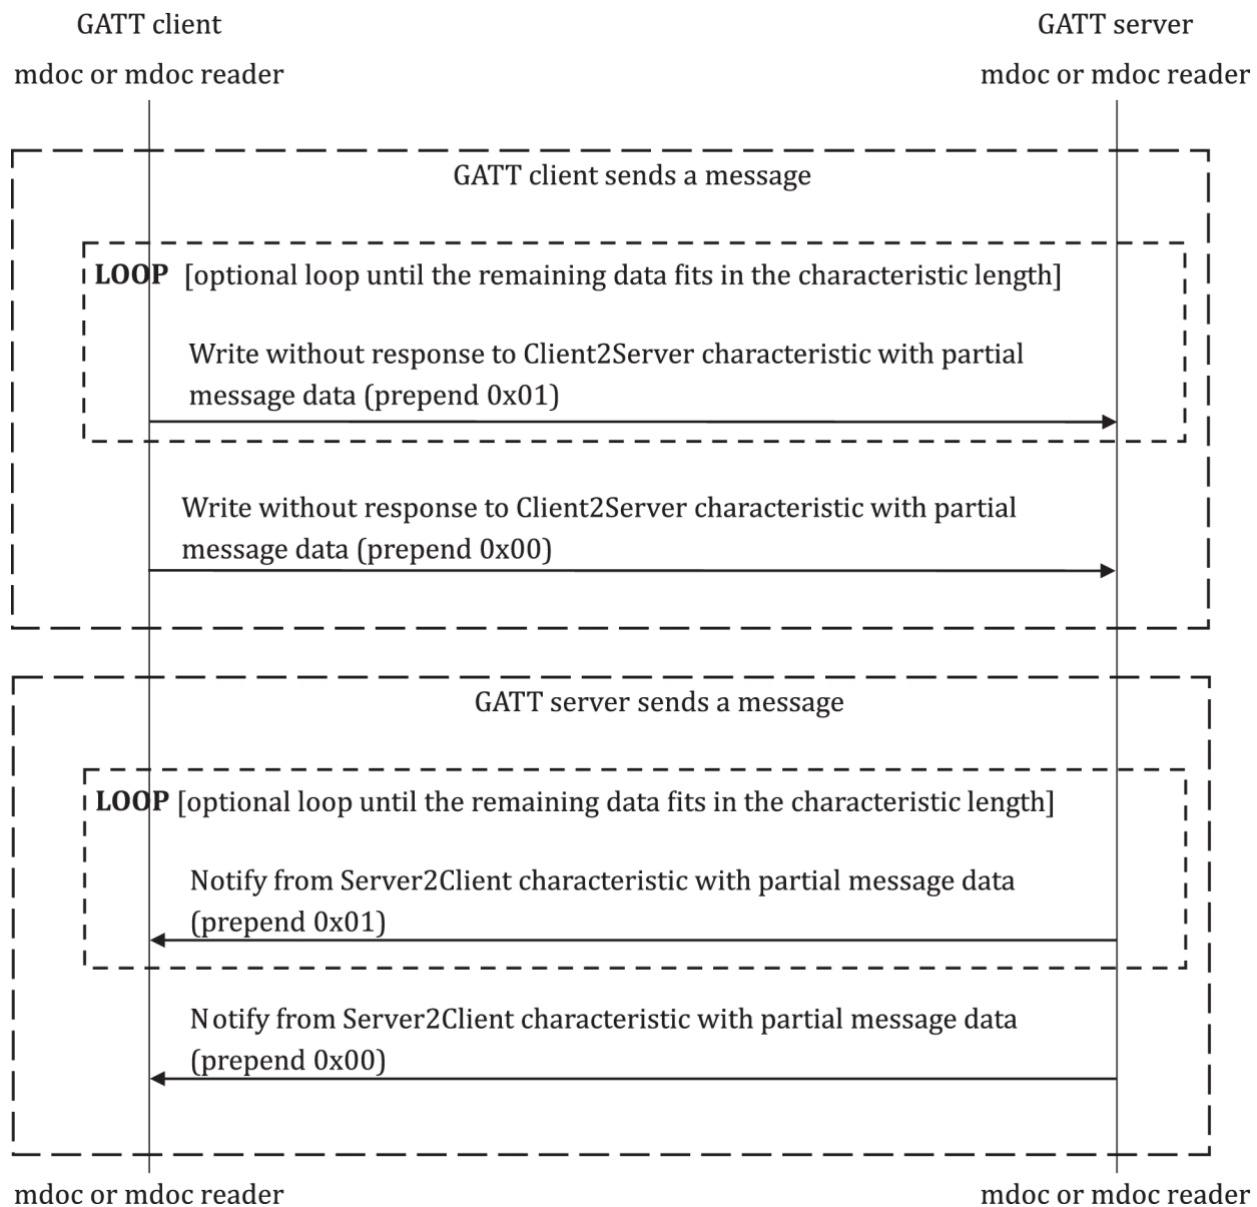 GATT client
GATT server
mdoc or mdoc reader
mdoc or mdoc reader
GATT client sends a message
LOOP [optional loop until the remaining data fits in the characteristic length]
Write without response to Client2Server characteristic with partial
message data (prepend 0x01)
Write without response to Client2Server characteristic with partial
message data (prepend 0x00)
GATT server sends a message
LOOP [optional loop until the remaining data fits in the characteristic length]
Notify from Server2Client characteristic with partial message data
(prepend 0x01)
Notify from Server2Client characteristic with partial message data
(prepend 0x00)
mdoc or mdoc reader
mdoc or mdoc reader